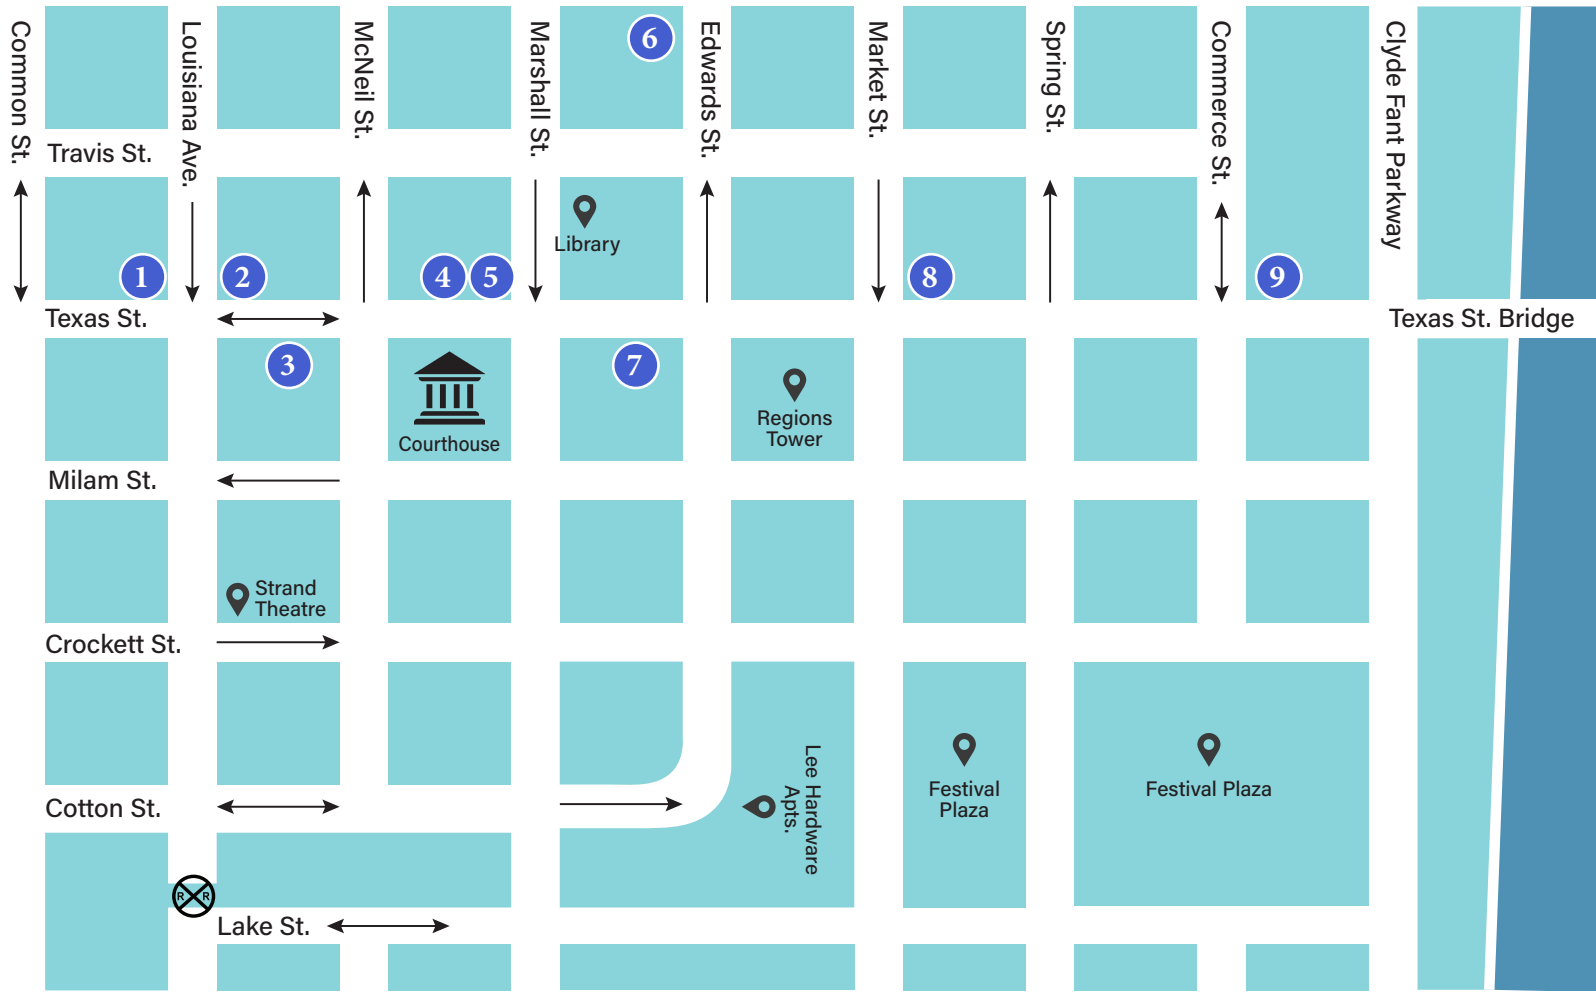 Common St.
Louisiana Ave.
McNeil St.
Marshall St.
6
Edwards St.
Market St.
Spring St.
Commerce St.
Clyde Fant Parkway
Travis St.
Library
1
2
4
5
8
9
Texas St.
Texas St. Bridge
3
7
Courthouse
Regions
Tower
Milam St.
Strand
Theatre
Crockett St.
Lee Hardware
Apts.
Festival
Plaza
Festival Plaza
Cotton St.
R R
Lake St.